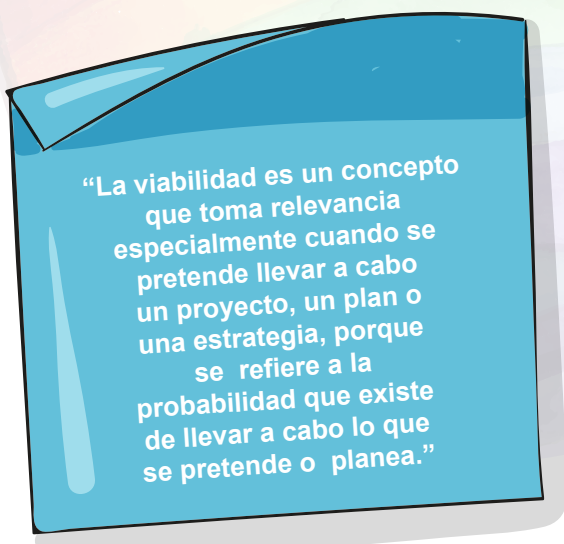 “La viabilidad es un concepto
que toma relevancia
especialmente cuando se
pretende llevar a cabo
un proyecto, un plan o
una estrategia, porque
se refiere a la
probabilidad que existe
de llevar a cabo lo que
se pretende o planea.”